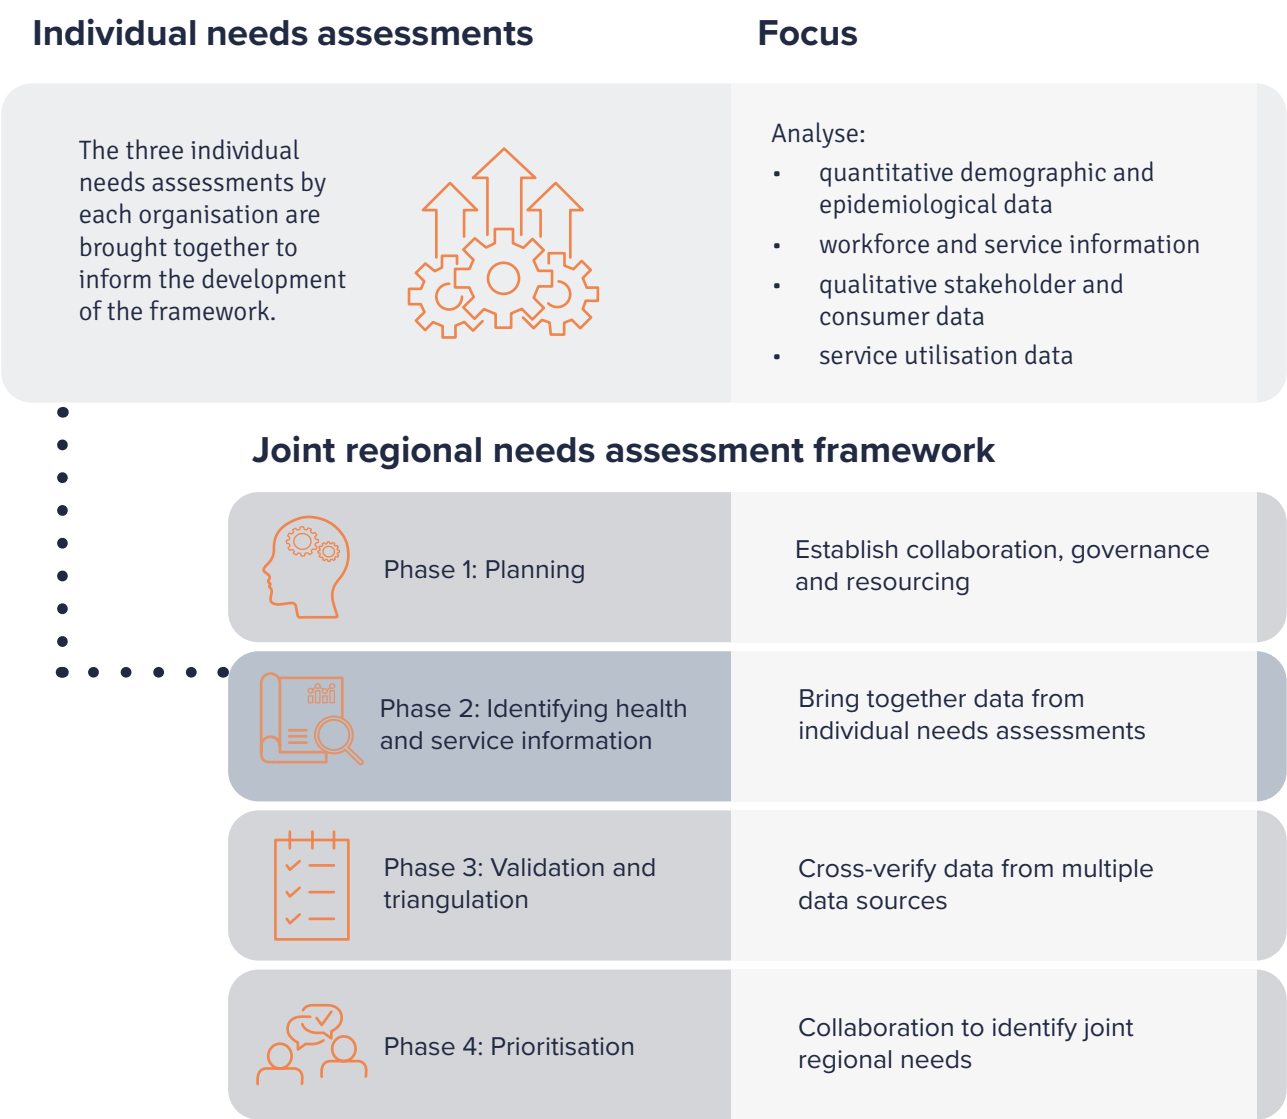 Individual needs assessments
Focus
The three individual
needs assessments by
each organisation are
brought together to
inform the development
of the framework.
Analyse:
• quantitative demographic and
epidemiological data
• workforce and service information
• qualitative stakeholder and
consumer data
• service utilisation data
Joint regional needs assessment framework
Phase 1: Planning
Establish collaboration, governance
and resourcing
Phase 2: Identifying health
and service information
Bring together data from
individual needs assessments
Phase 3: Validation and
triangulation
Cross-verify data from multiple
data sources
Phase 4: Prioritisation
Collaboration to identify joint
regional needs